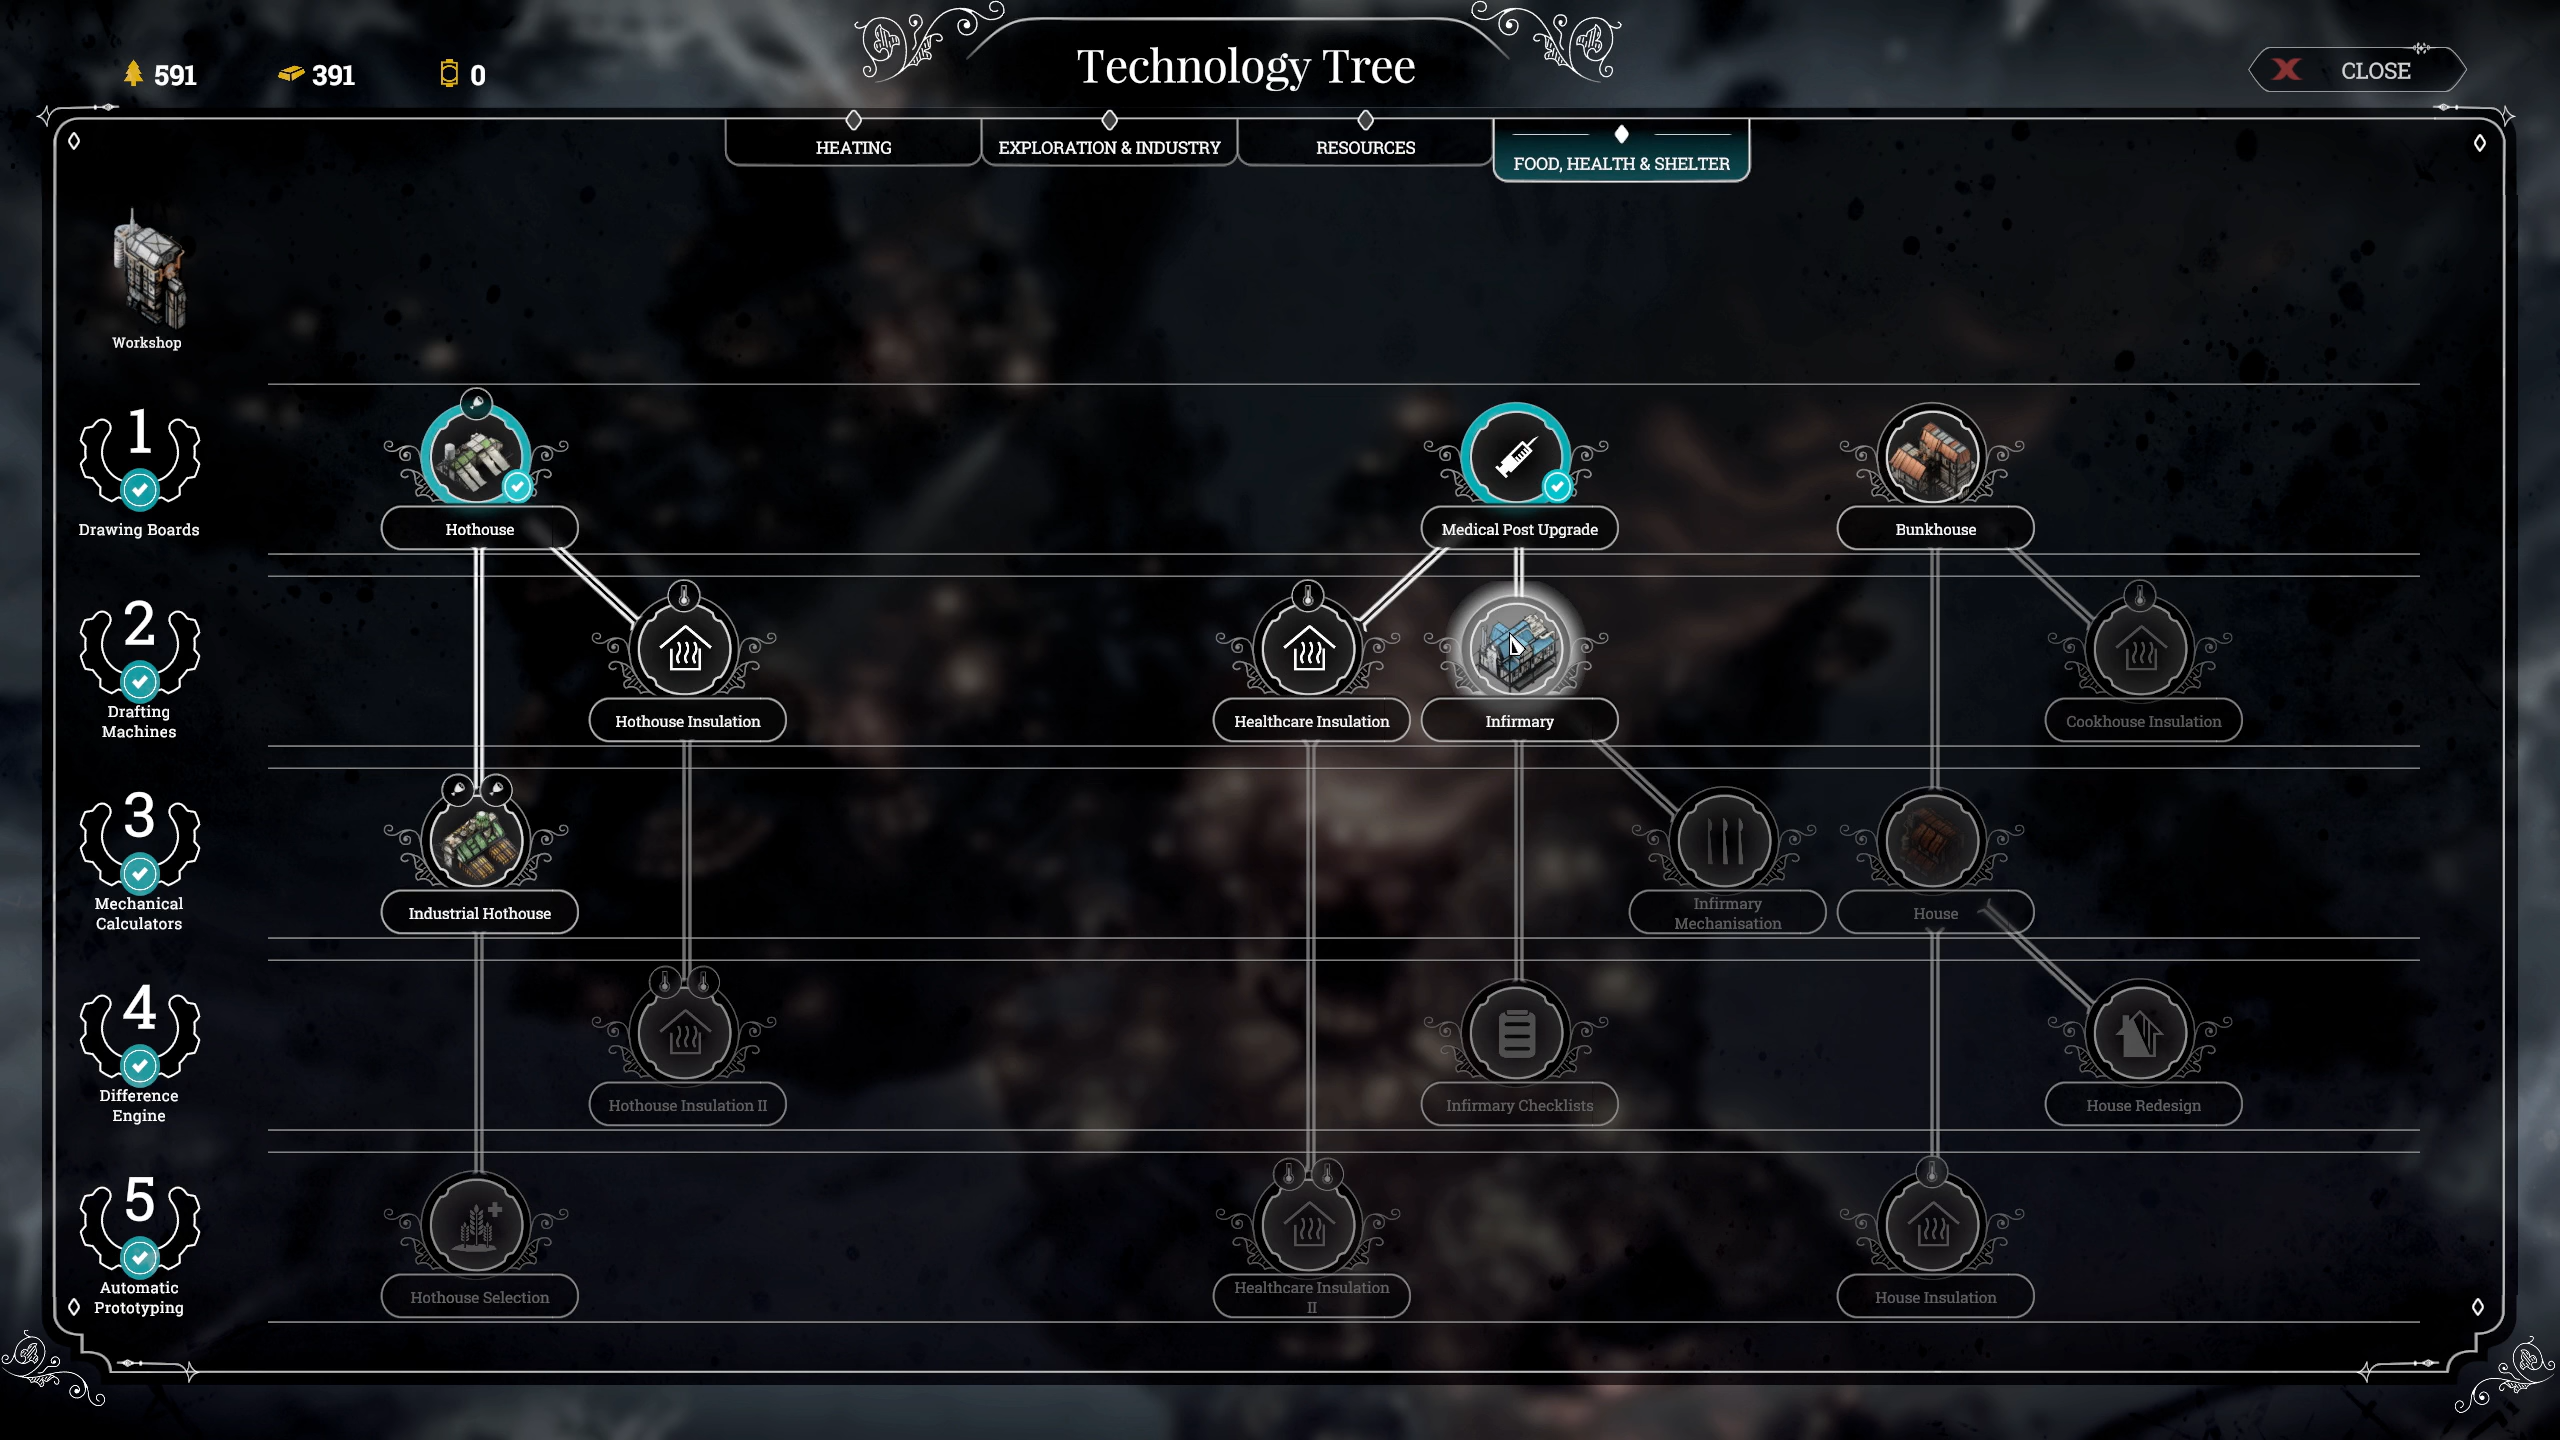 591
391
0
Technology Tree
CLOSE
HEATING
EXPLORATION & INDUSTRY
RESOURCES
FOOD, HEALTH & SHELTER
Workshop
1
Drawing Boards
Hothouse
Medical Post Upgrade
Bunkhouse
2
Drafting
Machines
Hothouse Insulation
Healthcare Insulation
Infirmary
Cookhouse Insulation
3
Mechanical
Calculators
Industrial Hothouse
Infirmary
Mechanisation
House
4
Difference
Engine
Hothouse Insulation II
Infirmary Checklists
House Redesign
5
Automatic
Prototyping
Hothouse Selection
Healthcare Insulation
II
House Insulation